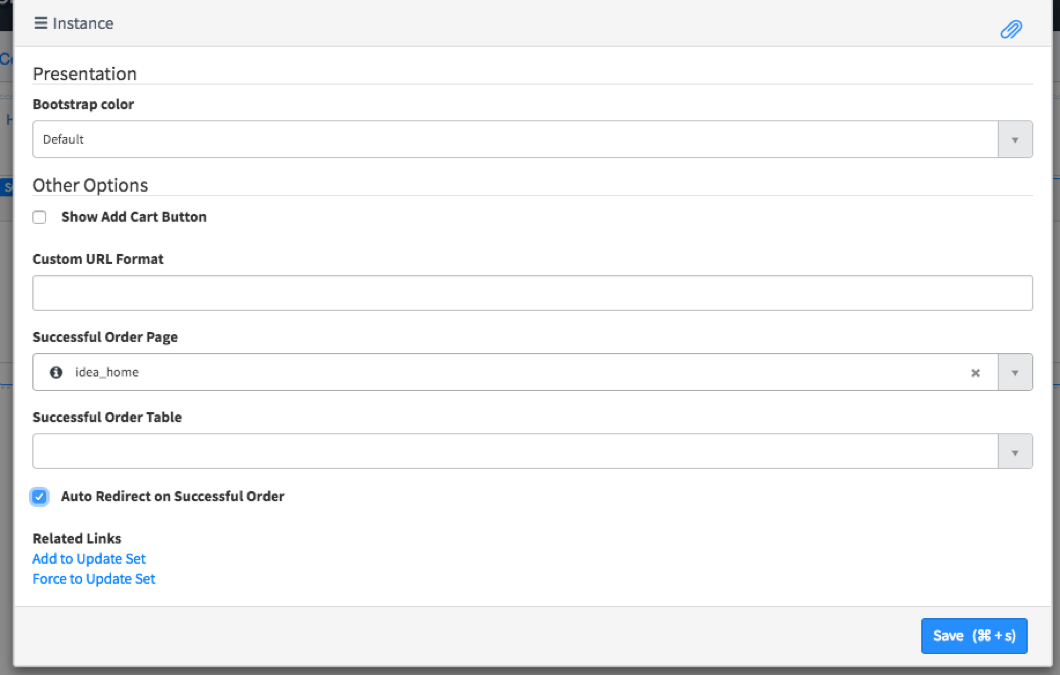 Instance
Presentation
Bootstrap color
Default
Other Options
Show Add Cart Button
Custom URL Format
Successful Order Page
idea_home
Successful Order Table
Auto Redirect on Successful Order
Related Links
Add to Update Set
Force to Update Set
Save (⌘ + s)